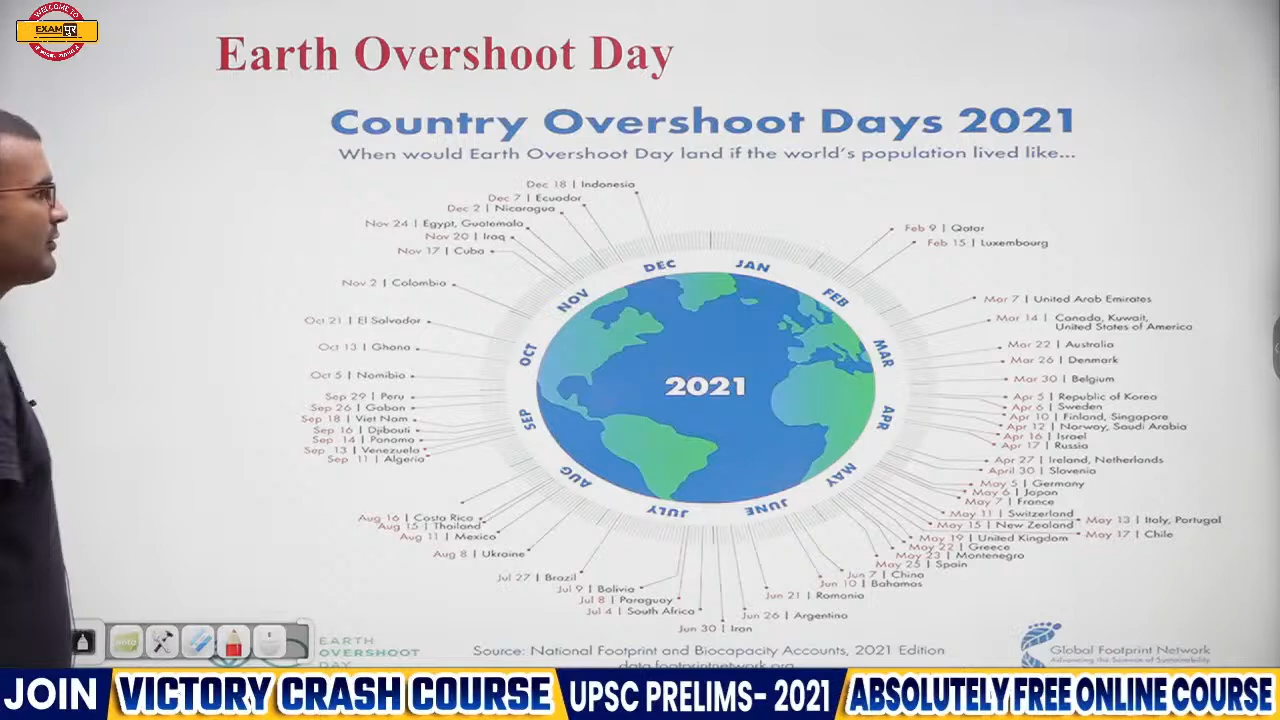 WELCOME TO
EXAM पुर
Earth Overshoot Day
Country Overshoot Days 2021
When would Earth Overshoot Day land if the world's population lived like...
Dec 18 | Indonesia
Dec 7 | Ecuador
Dec 2 | Nicaragua
Nov 24 | Egypt, Guatemala
Nov 20 | Iraq
Nov 17 | Cuba
Nov 2 | Colombia
Oct 21 | El Salvador
Oct 13 | Ghana
Oct 5 | Namibia
Sep 29 | Peru
Sep 26 | Gabon
Sep 18 | Viet Nam
Sep 16 | Djibouti
Sep 14 | Panama
Sep 13 | Venezuela
Sep 11 | Algeria
Aug 16 | Costa Rica
Aug 15 | Thailand
Aug 11 | Mexico
Aug 8 | Ukraine
Jul 27 | Brazil
Jul 9 | Bolivia
Jul 8 | Paraguay
Jul 4 | South Africa
Jun 30 | Iran
Feb 9 | Qatar
Feb 15 | Luxembourg
Mar 7 | United Arab Emirates
Mar 14 | Canada, Kuwait,
United States of America
Mar 22 | Australia
Mar 26 | Denmark
Mar 30 | Belgium
Apr 5 | Republic of Korea
Apr 6 | Sweden
Apr 10 | Finland, Singapore
Apr 12 | Norway, Saudi Arabia
Apr 16 | Israel
Apr 17 | Russia
Apr 27 | Ireland, Netherlands
April 30 | Slovenia
May 5 | Germany
May 6 | Japan
May 7 | France
May 11 | Switzerland
May 13 | Italy, Portugal
May 15 | New Zealand
May 17 | Chile
May 19 | United Kingdom
May 22 | Greece
May 23 | Montenegro
May 25 | Spain
Jun 7 | China
Jun 10 | Bahamas
Jun 21 | Romania
Jun 26 | Argentina
JAN
FEB
MAR
APR
MAY
JUNE
JULY
AUG
SEP
OCT
NOV
DEC
2021
EARTH
OVERSHOOT
DAY
Source: National Footprint and Biocapacity Accounts, 2021 Edition
data.footprintnetwork.org
Global Footprint Network
Advancing the Science of Sustainability
JOIN VICTORY CRASH COURSE UPSC PRELIMS- 2021 ABSOLUTELY FREE ONLINE COURSE